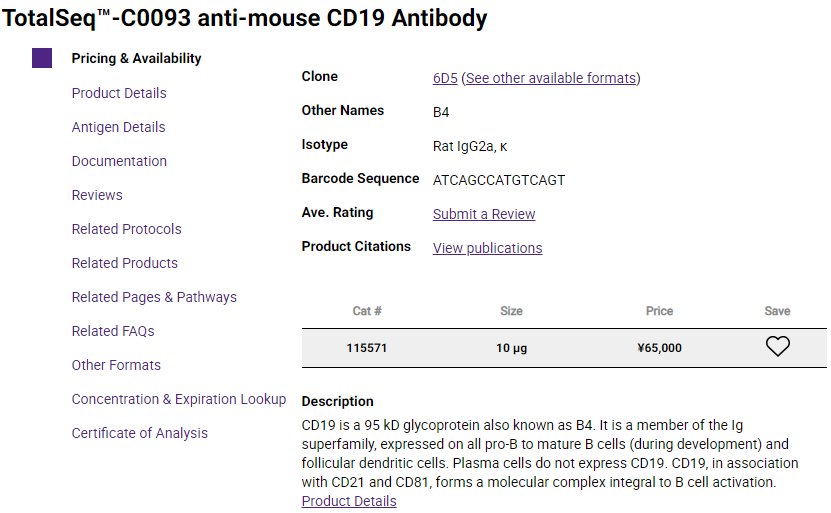 TotalSeq™-C0093 anti-mouse CD19 Antibody
Pricing & Availability
Product Details
Antigen Details
Documentation
Reviews
Related Protocols
Related Products
Related Pages & Pathways
Related FAQs
Other Formats
Concentration & Expiration Lookup
Certificate of Analysis
Clone 6D5 (See other available formats)
Other Names B4
Isotype Rat IgG2a, κ
Barcode Sequence ATCAGCCATGTCAGT
Ave. Rating Submit a Review
Product Citations View publications
Cat # Size Price Save
115571 10 µg ¥65,000
Description
CD19 is a 95 kD glycoprotein also known as B4. It is a member of the Ig
superfamily, expressed on all pro-B to mature B cells (during development) and
follicular dendritic cells. Plasma cells do not express CD19. CD19, in association
with CD21 and CD81, forms a molecular complex integral to B cell activation.
Product Details